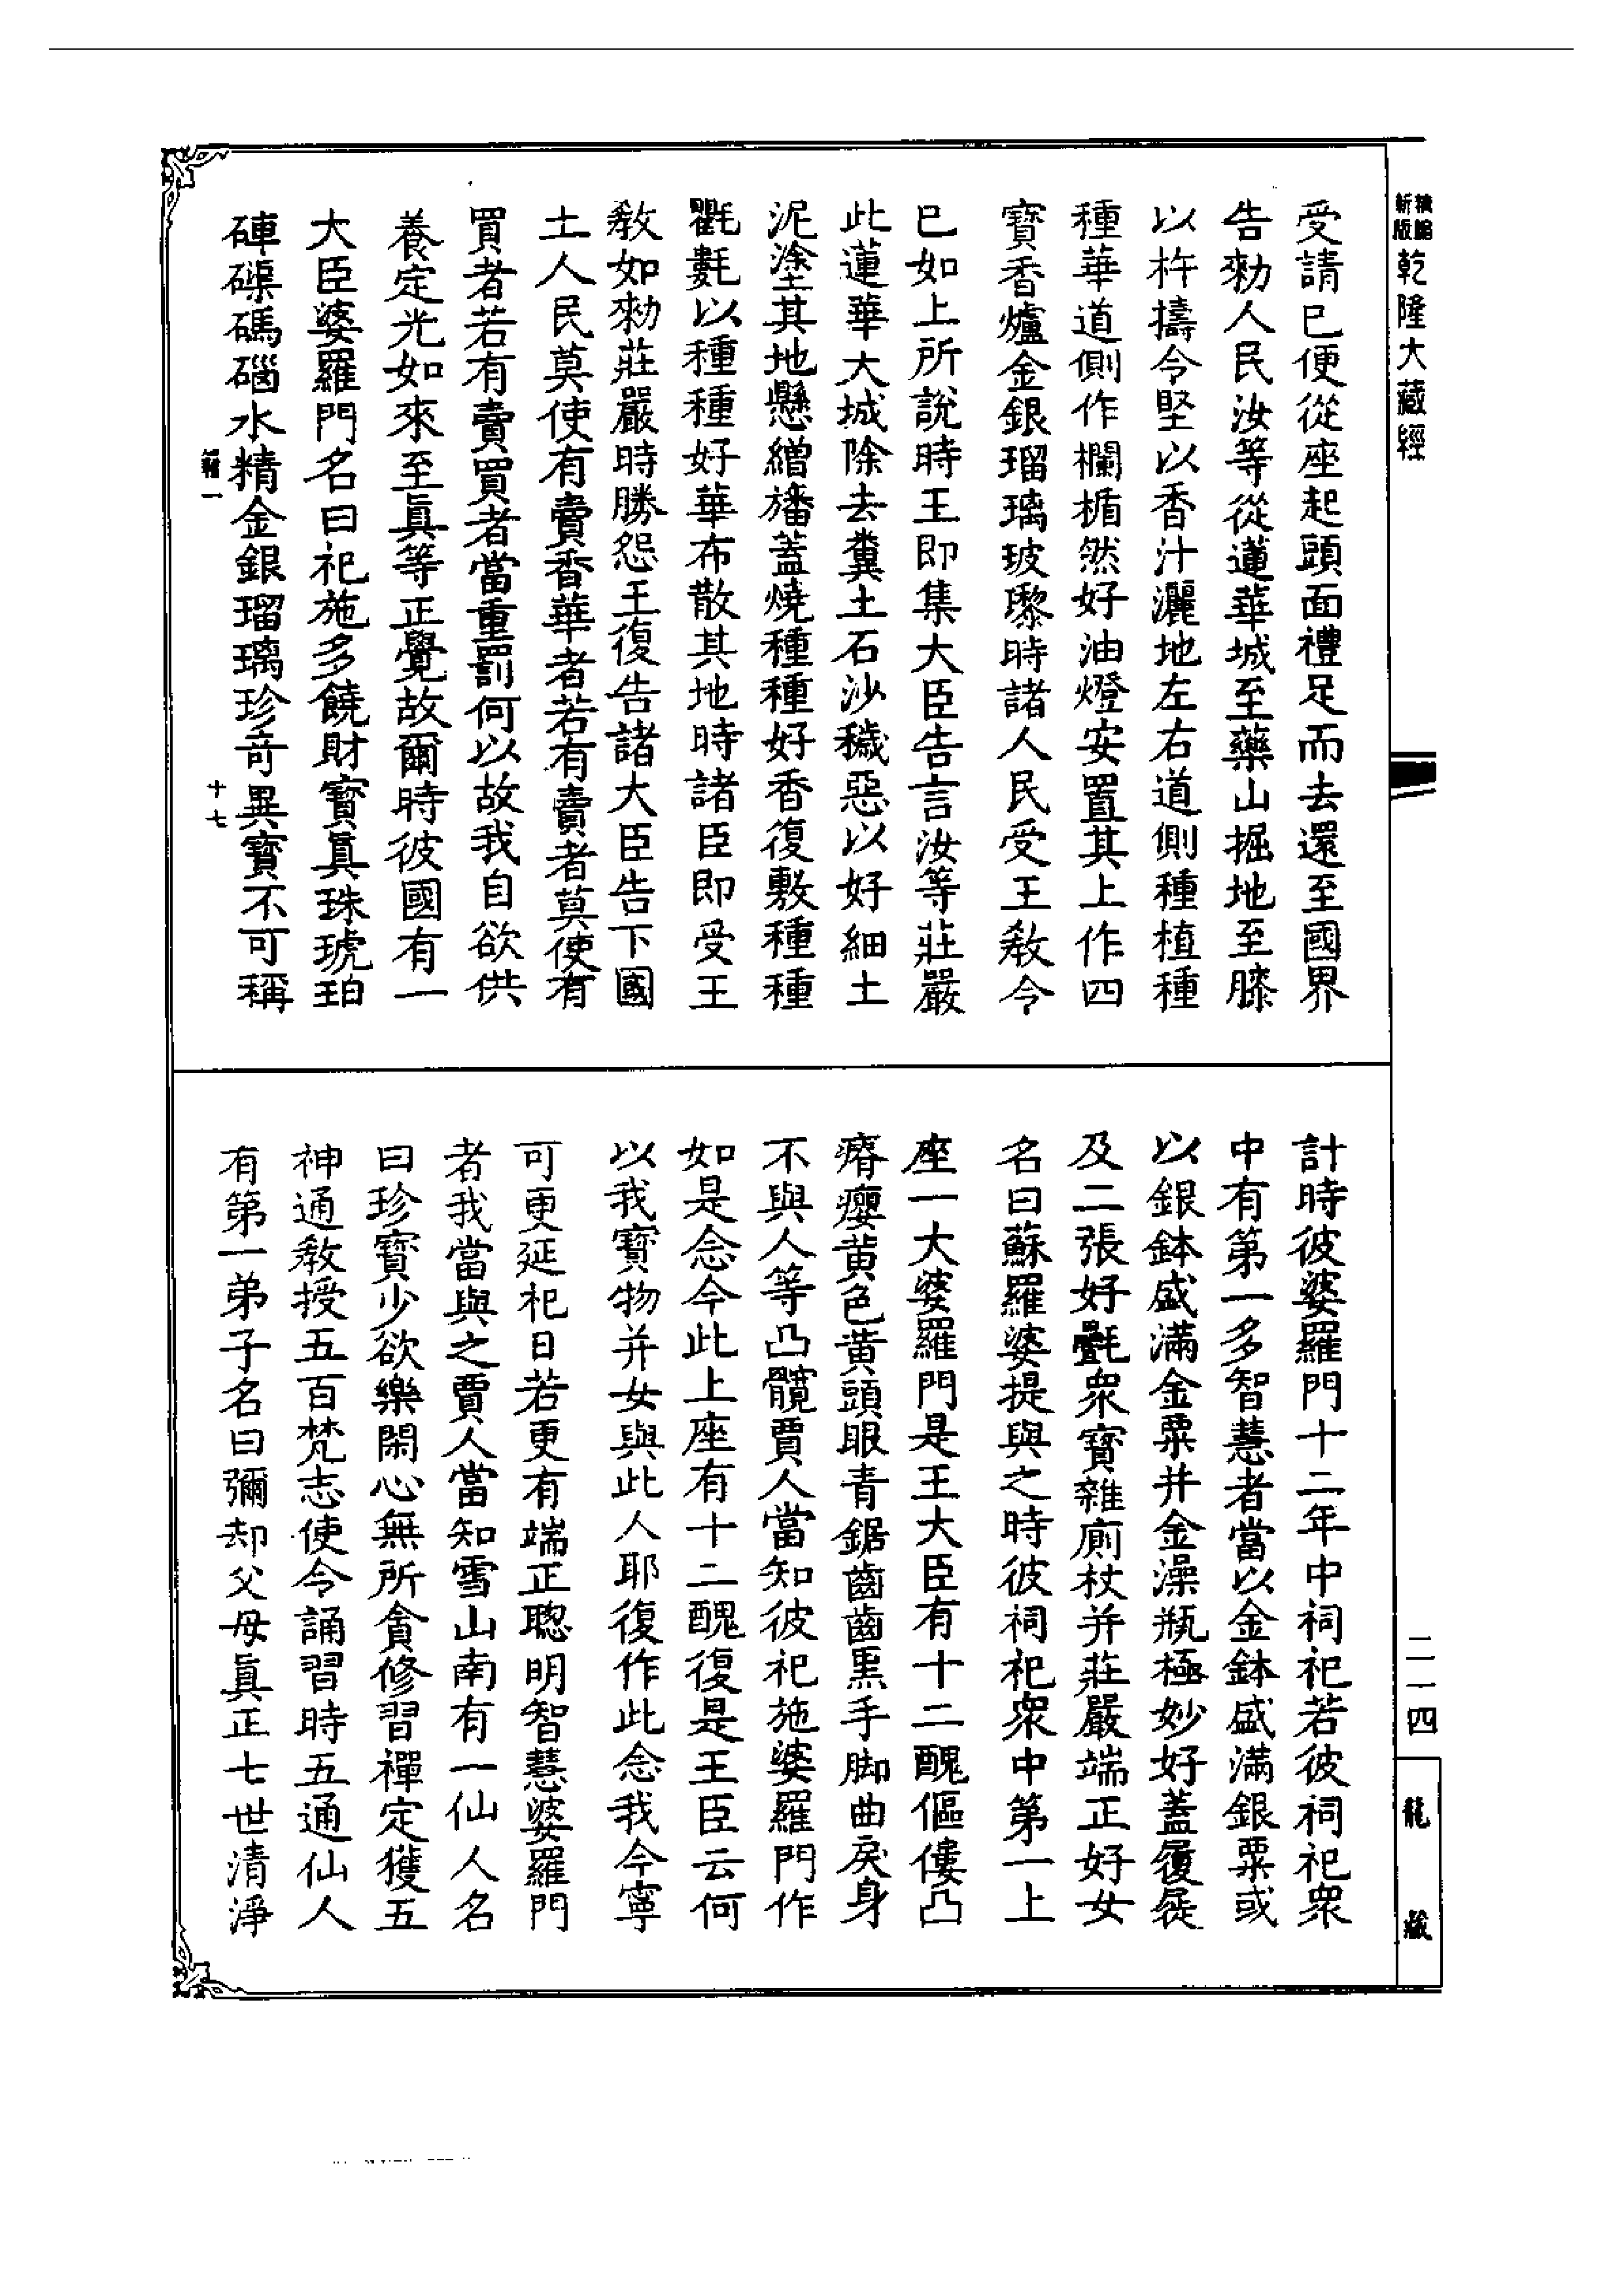 新版精縮乾隆大藏經
受請已便從座起頭面禮足而去還至國界
告勑人民汝等從蓮華城至藥山掘地至膝
以杵擣令堅以香汁灑地左右道側種植種
種華道側作欄楯然好油燈安置其上作四
寶香爐金銀瑠璃玻瓈時諸人民受王敎令
已如上所說時王即集大臣告言汝等莊嚴
此蓮華大城除去糞土石沙穢惡以好細土
泥塗其地懸繒旛蓋燒種種好香復敷種種
氍㲣以種種好華布散其地時諸臣即受王
敎如勑莊嚴時勝怨王復告諸大臣告下國
土人民莫使有賣香華者若有賣者莫使有
買者若有賣買者當重罰何以故我自欲供
養定光如來至眞等正覺故爾時彼國有一
大臣婆羅門名曰祀施多饒財寶眞珠琥珀
硨磲碼碯水精金銀瑠璃珍奇異寶不可稱
輜一
十七
計時彼婆羅門十二年中祠祀若彼祠祀衆
中有第一多智慧者當以金鉢盛滿銀粟或
以銀鉢盛滿金粟并金澡瓶極妙好蓋履屣
及二張好㲲衆寶雜廁杖并莊嚴端正好女
名曰蘇羅婆提與之時彼祠祀衆中第一上
座一大婆羅門是王大臣有十二醜傴僂凸
瘠癭黃色黃頭眼青鋸齒齒黑手脚曲戾身
不與人等凸髖賈人當知彼祀施婆羅門作
如是念今此上座有十二醜復是王臣云何
以我寶物并女與此人耶復作此念我今寧
可更延祀日若更有端正聰明智慧婆羅門
者我當與之賈人當知雪山南有一仙人名
曰珍寶少欲樂閑心無所貪修習禪定獲五
神通敎授五百梵志使令誦習時五通仙人
有第一弟子名曰彌却父母眞正七世清淨
二一四
龍藏